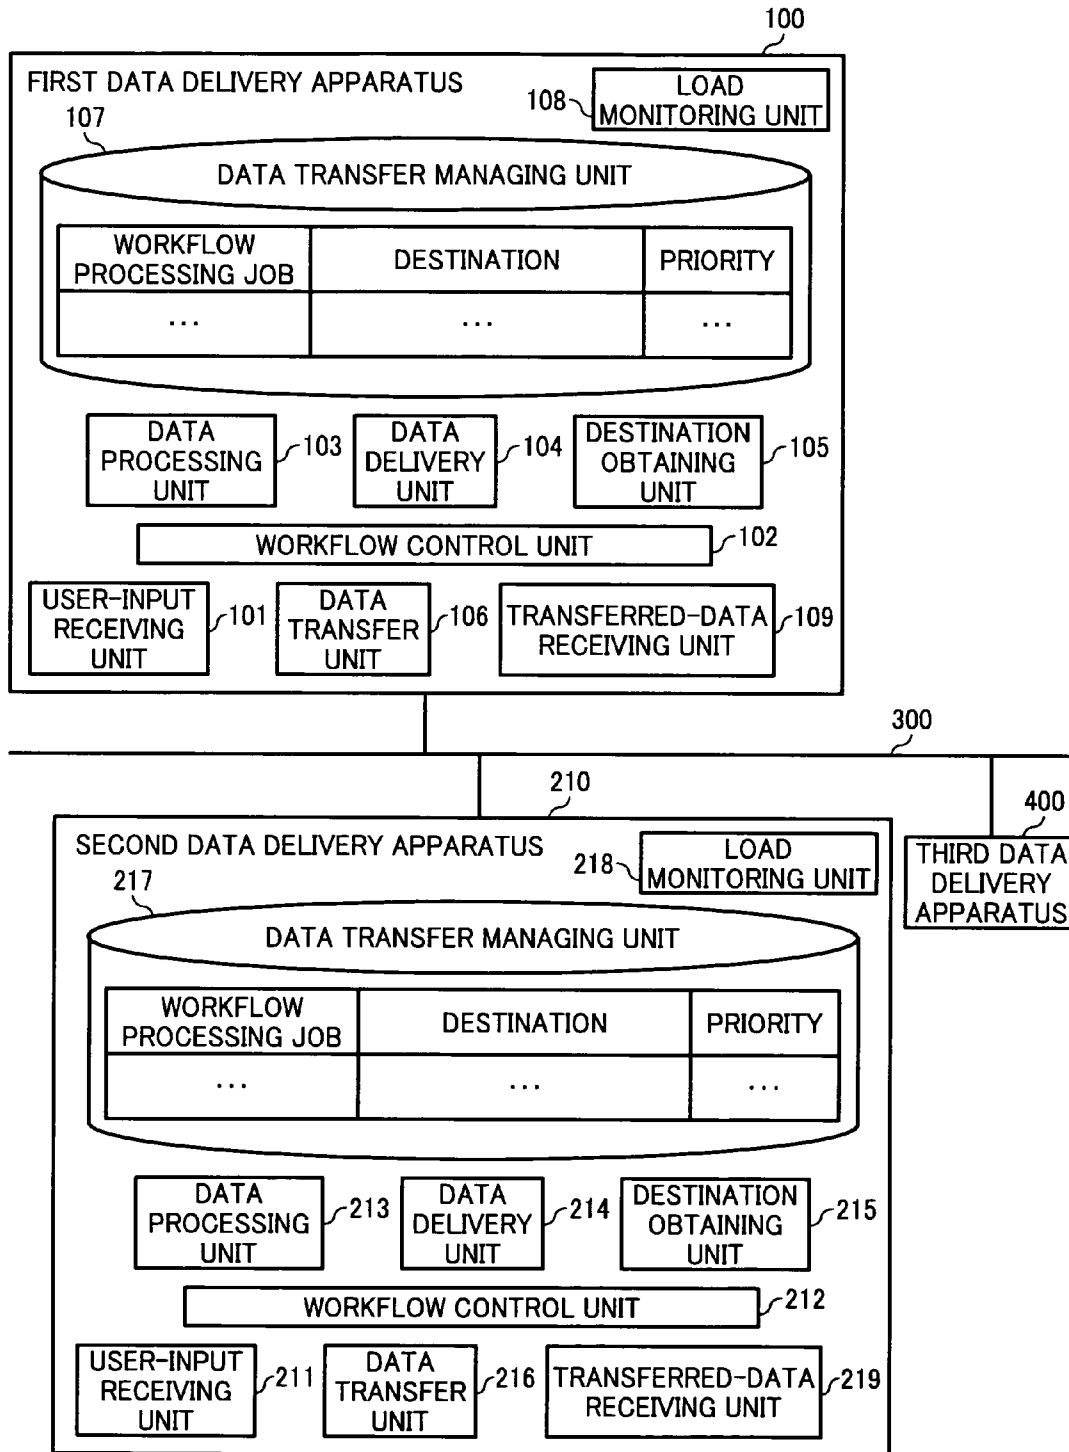 100
FIRST DATA DELIVERY APPARATUS
LOAD
MONITORING UNIT
108
107
DATA TRANSFER MANAGING UNIT
WORKFLOW
PROCESSING JOB
DESTINATION
PRIORITY
...
...
...
DATA
PROCESSING
UNIT
103
DATA
DELIVERY
UNIT
104
DESTINATION
OBTAINING
UNIT
105
WORKFLOW CONTROL UNIT
102
USER-INPUT
RECEIVING
UNIT
101
DATA
TRANSFER
UNIT
106
TRANSFERRED-DATA
RECEIVING UNIT
109
300
210
400
THIRD DATA
DELIVERY
APPARATUS
SECOND DATA DELIVERY APPARATUS
LOAD
MONITORING UNIT
218
217
DATA TRANSFER MANAGING UNIT
WORKFLOW
PROCESSING JOB
DESTINATION
PRIORITY
...
...
...
DATA
PROCESSING
UNIT
213
DATA
DELIVERY
UNIT
214
DESTINATION
OBTAINING
UNIT
215
WORKFLOW CONTROL UNIT
212
USER-INPUT
RECEIVING
UNIT
211
DATA
TRANSFER
UNIT
216
TRANSFERRED-DATA
RECEIVING UNIT
219